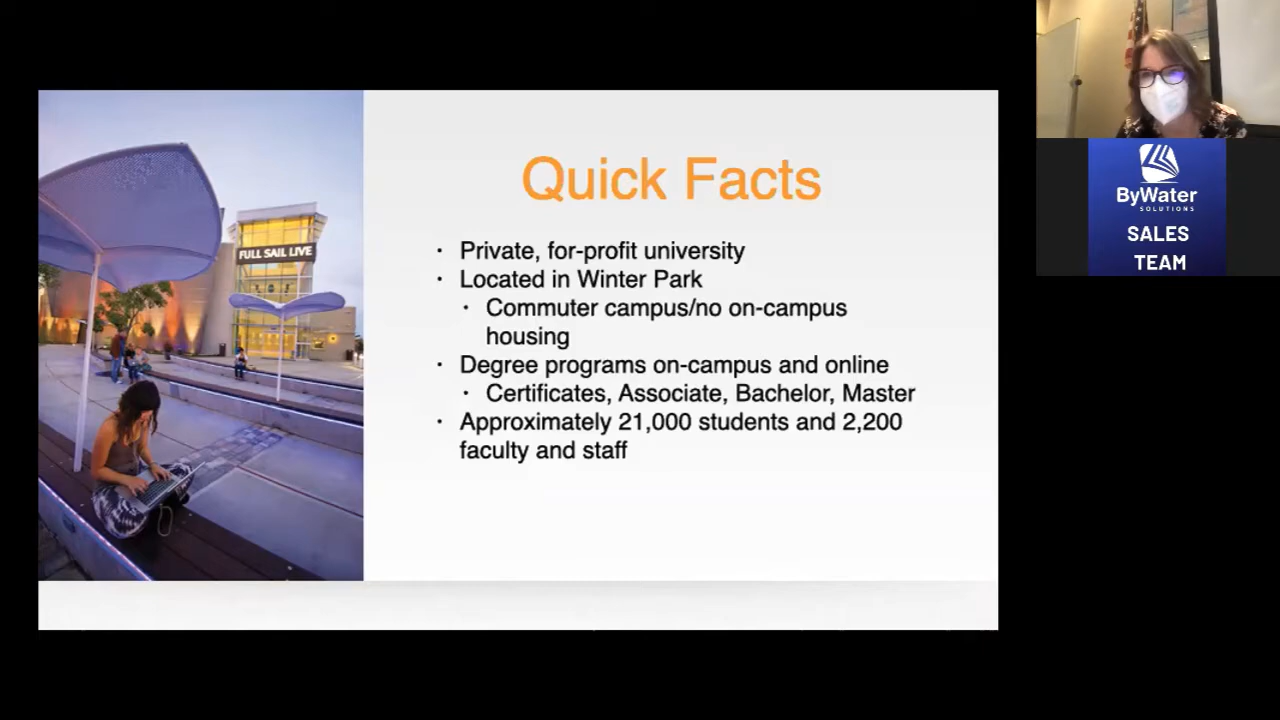 FULL SAIL LIVE
Quick Facts
· Private, for-profit university
· Located in Winter Park
· Commuter campus/no on-campus
housing
· Degree programs on-campus and online
· Certificates, Associate, Bachelor, Master
· Approximately 21,000 students and 2,200
faculty and staff
ByWater
SOLUTIONS
SALES
TEAM